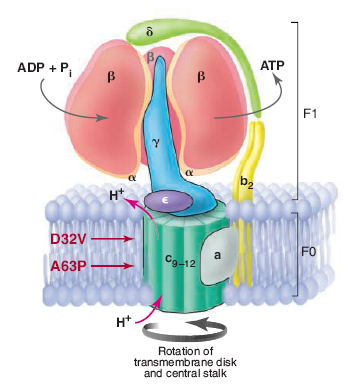 δ
β
ADP + Pi
β
β
ATP
F1
γ
α
α
H+
ε
b2
D32V
A63P
c9–12
a
F0
H+
Rotation of
transmembrane disk
and central stalk